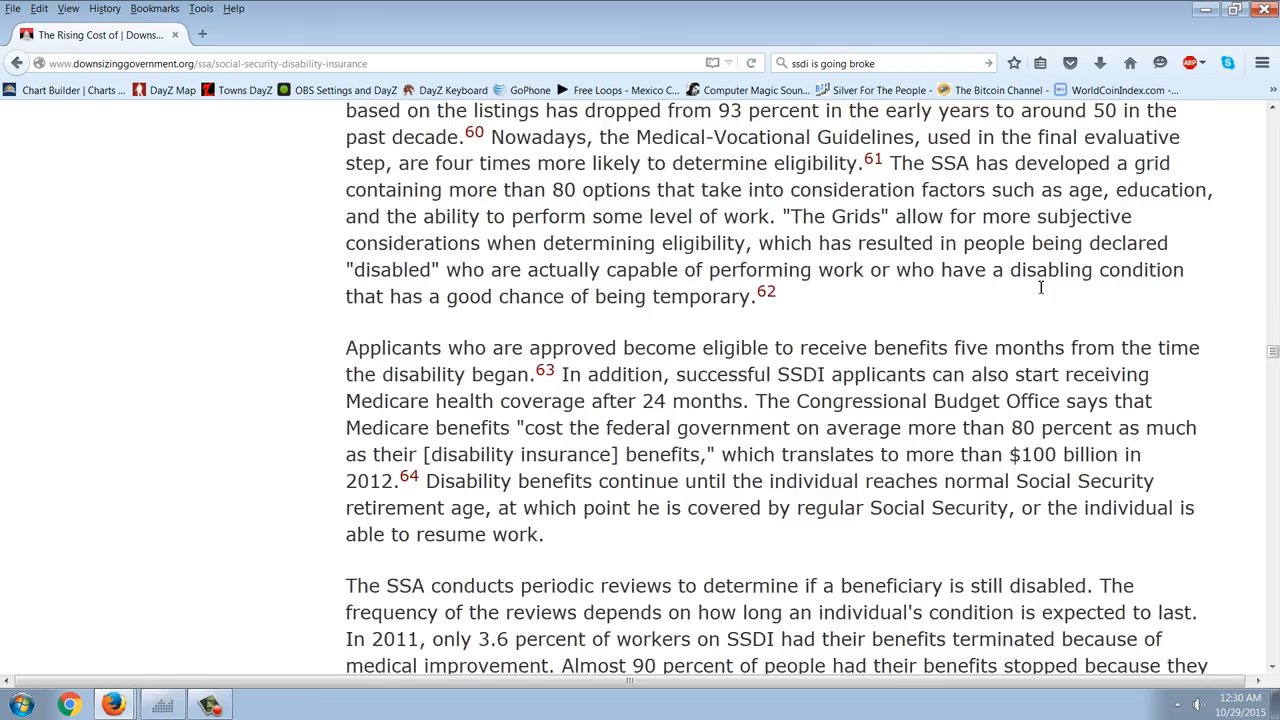 File Edit View History Bookmarks Tools Help
The Rising Cost of | Downs...
www.downsizinggovernment.org/ssa/social-security-disability-insurance
ssdi is going broke
ABP
Chart Builder | Charts ... DayZ Map Towns DayZ OBS Settings and DayZ DayZ Keyboard GoPhone Free Loops - Mexico C... Computer Magic Soun... Silver For The People - The Bitcoin Channel - WorldCoinIndex.com - ...
based on the listings has dropped from 93 percent in the early years to around 50 in the
past decade.60 Nowadays, the Medical-Vocational Guidelines, used in the final evaluative
step, are four times more likely to determine eligibility.61 The SSA has developed a grid
containing more than 80 options that take into consideration factors such as age, education,
and the ability to perform some level of work. "The Grids" allow for more subjective
considerations when determining eligibility, which has resulted in people being declared
"disabled" who are actually capable of performing work or who have a disabling condition
that has a good chance of being temporary.62
Applicants who are approved become eligible to receive benefits five months from the time
the disability began.63 In addition, successful SSDI applicants can also start receiving
Medicare health coverage after 24 months. The Congressional Budget Office says that
Medicare benefits "cost the federal government on average more than 80 percent as much
as their [disability insurance] benefits," which translates to more than $100 billion in
2012.64 Disability benefits continue until the individual reaches normal Social Security
retirement age, at which point he is covered by regular Social Security, or the individual is
able to resume work.
The SSA conducts periodic reviews to determine if a beneficiary is still disabled. The
frequency of the reviews depends on how long an individual's condition is expected to last.
In 2011, only 3.6 percent of workers on SSDI had their benefits terminated because of
medical improvement. Almost 90 percent of people had their benefits stopped because they
12:30 AM
10/29/2015